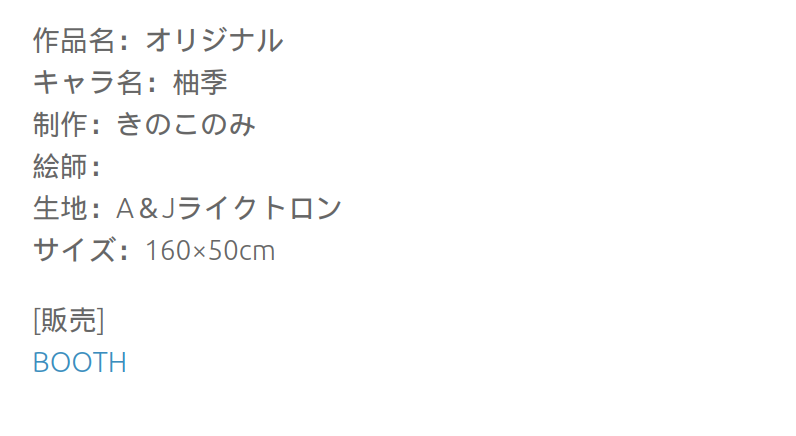 作品名：オリジナル
キャラ名：柚季
制作：きのこのみ
絵師：
生地：A＆Jライクトロン
サイズ：160×50cm
[販売]
BOOTH